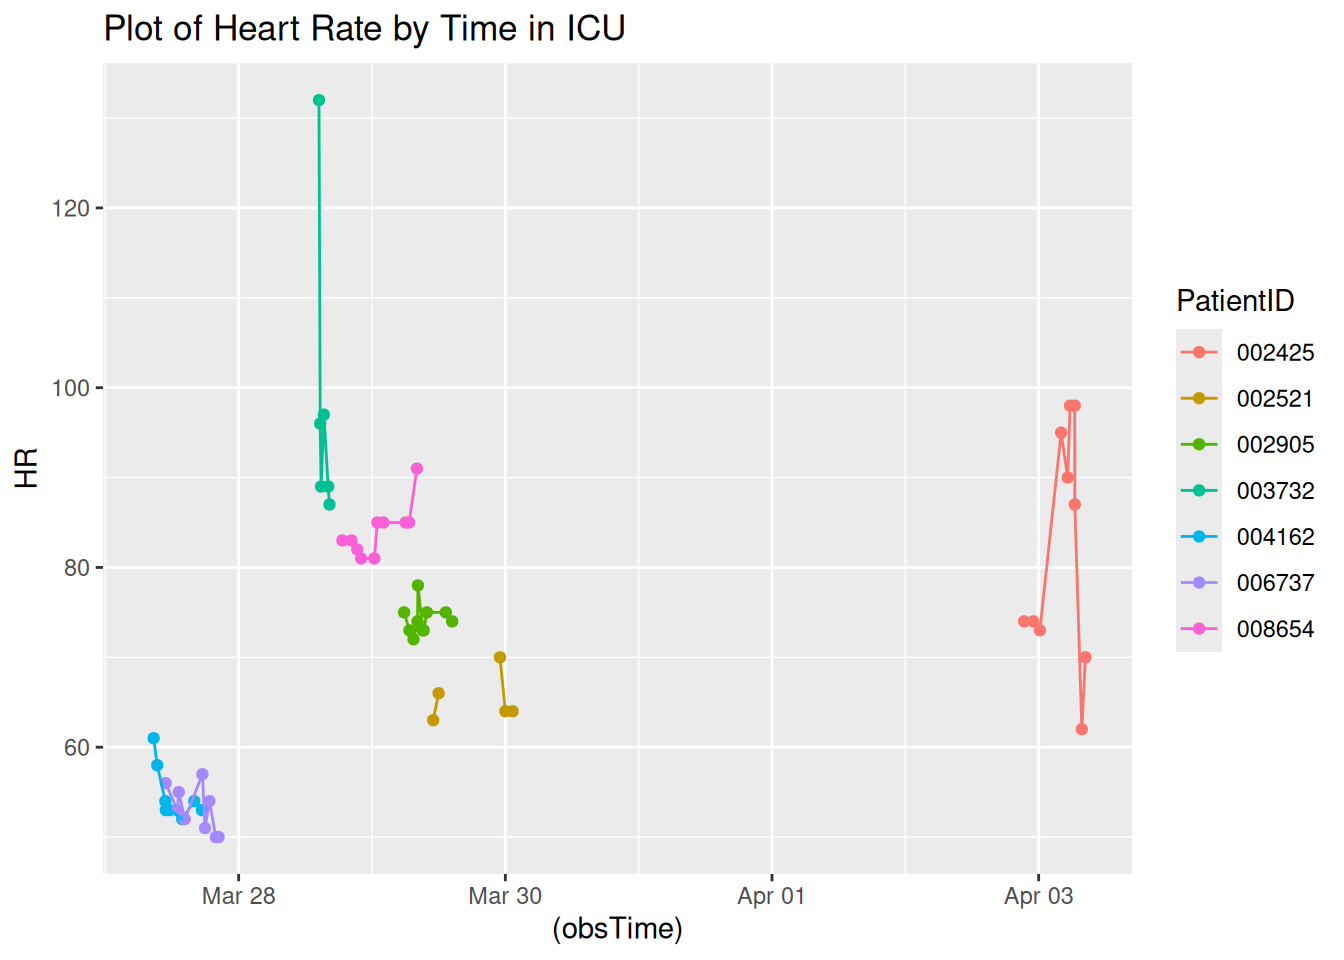 Plot of Heart Rate by Time in ICU
HR
120
100
80
60
Mar 28
Mar 30
Apr 01
Apr 03
(obsTime)
PatientID
002425
002521
002905
003732
004162
006737
008654